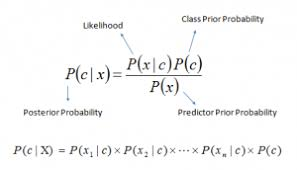 Likelihood
Class Prior Probability
P(c | x) = P(x | c)P(c) / P(x)
Posterior Probability
Predictor Prior Probability
P(c | X) = P(x₁ | c) × P(x₂ | c) × ⋯ × P(xₙ | c) × P(c)